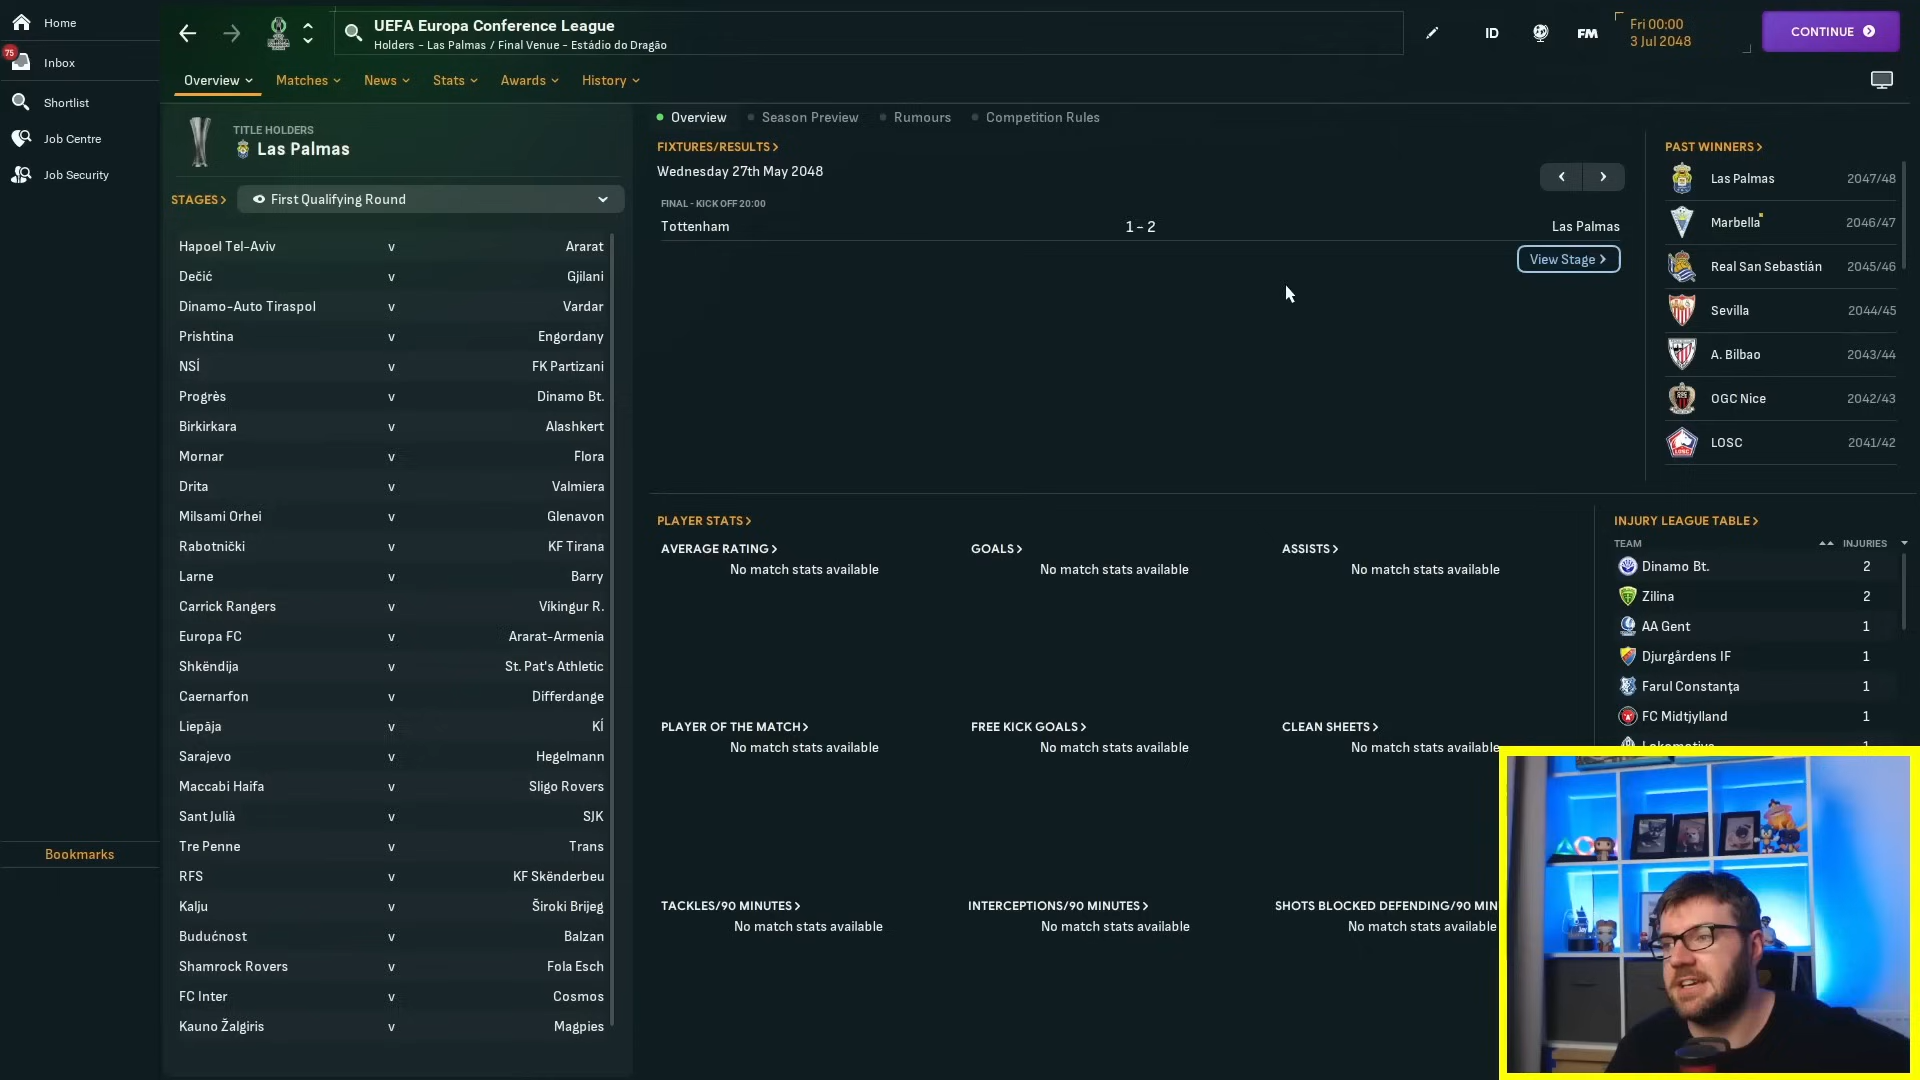 Home
75
Inbox
Shortlist
Job Centre
Job Security
Bookmarks
UEFA Europa Conference League
Holders - Las Palmas / Final Venue - Estádio do Dragão
ID
FM
Fri 00:00
3 Jul 2048
CONTINUE
Overview
Matches
News
Stats
Awards
History
TITLE HOLDERS
Las Palmas
STAGES
First Qualifying Round
Hapoel Tel-Aviv v Ararat
Dečić v Gjilani
Dinamo-Auto Tiraspol v Vardar
Prishtina v Engordany
NSÍ v FK Partizani
Progrès v Dinamo Bt.
Birkirkara v Alashkert
Mornar v Flora
Drita v Valmiera
Milsami Orhei v Glenavon
Rabotnički v KF Tirana
Larne v Barry
Carrick Rangers v Víkingur R.
Europa FC v Ararat-Armenia
Shkëndija v St. Pat's Athletic
Caernarfon v Differdange
Liepāja v KÍ
Sarajevo v Hegelmann
Maccabi Haifa v Sligo Rovers
Sant Julià v SJK
Tre Penne v Trans
RFS v KF Skënderbeu
Kalju v Široki Brijeg
Budućnost v Balzan
Shamrock Rovers v Fola Esch
FC Inter v Cosmos
Kauno Žalgiris v Magpies
Overview
Season Preview
Rumours
Competition Rules
FIXTURES/RESULTS
Wednesday 27th May 2048
FINAL - KICK OFF 20:00
Tottenham 1 - 2 Las Palmas
View Stage
PAST WINNERS
Las Palmas 2047/48
Marbella 2046/47
Real San Sebastián 2045/46
Sevilla 2044/45
A. Bilbao 2043/44
OGC Nice 2042/43
LOSC 2041/42
PLAYER STATS
AVERAGE RATING
No match stats available
GOALS
No match stats available
ASSISTS
No match stats available
PLAYER OF THE MATCH
No match stats available
FREE KICK GOALS
No match stats available
CLEAN SHEETS
No match stats available
TACKLES/90 MINUTES
No match stats available
INTERCEPTIONS/90 MINUTES
No match stats available
SHOTS BLOCKED DEFENDING/90 MIN
No match stats available
INJURY LEAGUE TABLE
TEAM INJURIES
Dinamo Bt. 2
Zilina 2
AA Gent 1
Djurgårdens IF 1
Farul Constanța 1
FC Midtjylland 1